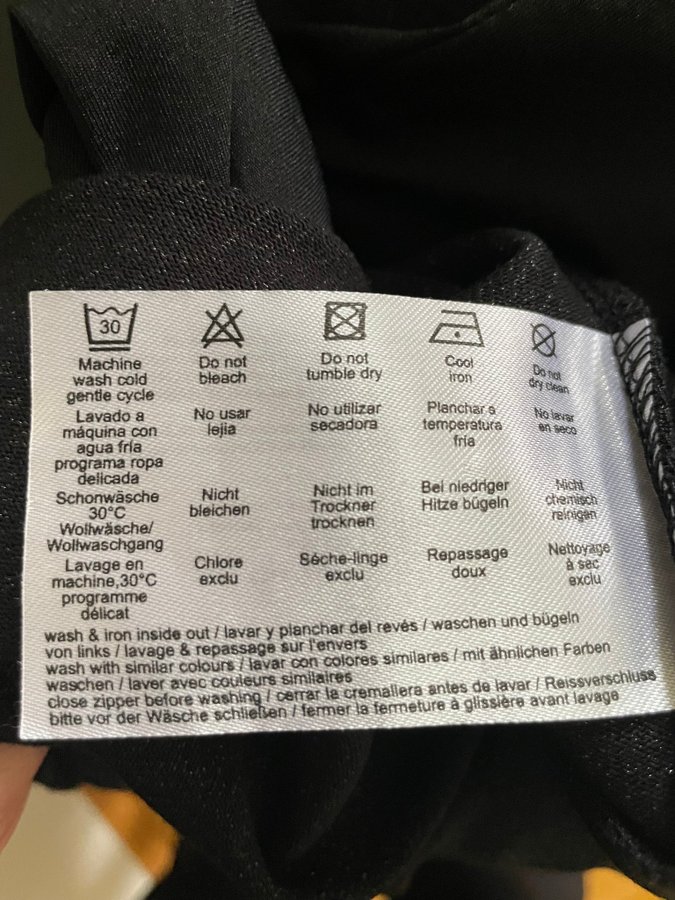 30
Machine
wash cold
gentle cycle
Do not
bleach
Do not
tumble dry
Cool
iron
Do not
dry clean
Lavado a
máquina con
agua fría
programa ropa
delicada
No usar
lejia
No utilizar
secadora
Planchar a
temperatura
fria
No lavar
en seco
Schonwäsche
30°C
Wollwäsche/
Wollwaschgang
Nicht
bleichen
Nicht im
Trockner
trocknen
Bei niedriger
Hitze bügeln
Nicht
chemisch
reinigen
Lavage en
machine,30°C
programme
délicat
Chlore
exclu
Séche-linge
exclu
Repassage
doux
Nettoyage
à sec
exclu
wash & iron inside out / lavar y planchar del revés / waschen und bügeln
von links / lavage & repassage sur l'envers
wash with similar colours / lavar con colores similares / mit ähnlichen Farben
waschen / laver avec couleurs similaires
close zipper before washing / cerrar la cremallera antes de lavar / Reissverschluss
bitte vor der Wäsche schließen / fermer la fermeture à glissière avant lavage